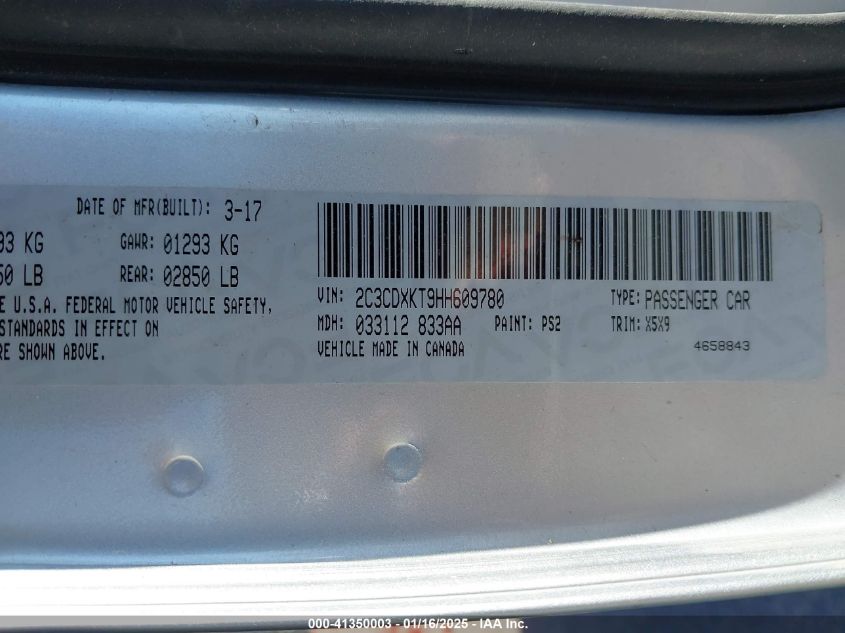 DATE OF MFR(BUILT): 3-17
93 KG GAWR: 01293 KG
50 LB REAR: 02850 LB
E U.S.A. FEDERAL MOTOR VEHICLE SAFETY,
STANDARDS IN EFFECT ON
RE SHOWN ABOVE.
VIN: 2C3CDXKT9HH609780 TYPE: PASSENGER CAR
MDH: 033112 833AA PAINT: PS2 TRIM: X5X9
VEHICLE MADE IN CANADA 4658843
000-41350003 - 01/16/2025 - IAA Inc.